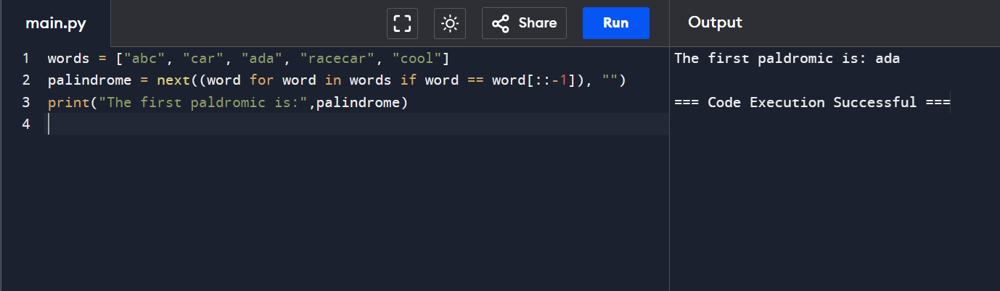 main.py
Share
Run
Output
1 words = ["abc", "car", "ada", "racecar", "cool"]
2 palindrome = next((word for word in words if word == word[::-1]), "")
3 print("The first paldromic is:",palindrome)
4
The first paldromic is: ada
=== Code Execution Successful ===